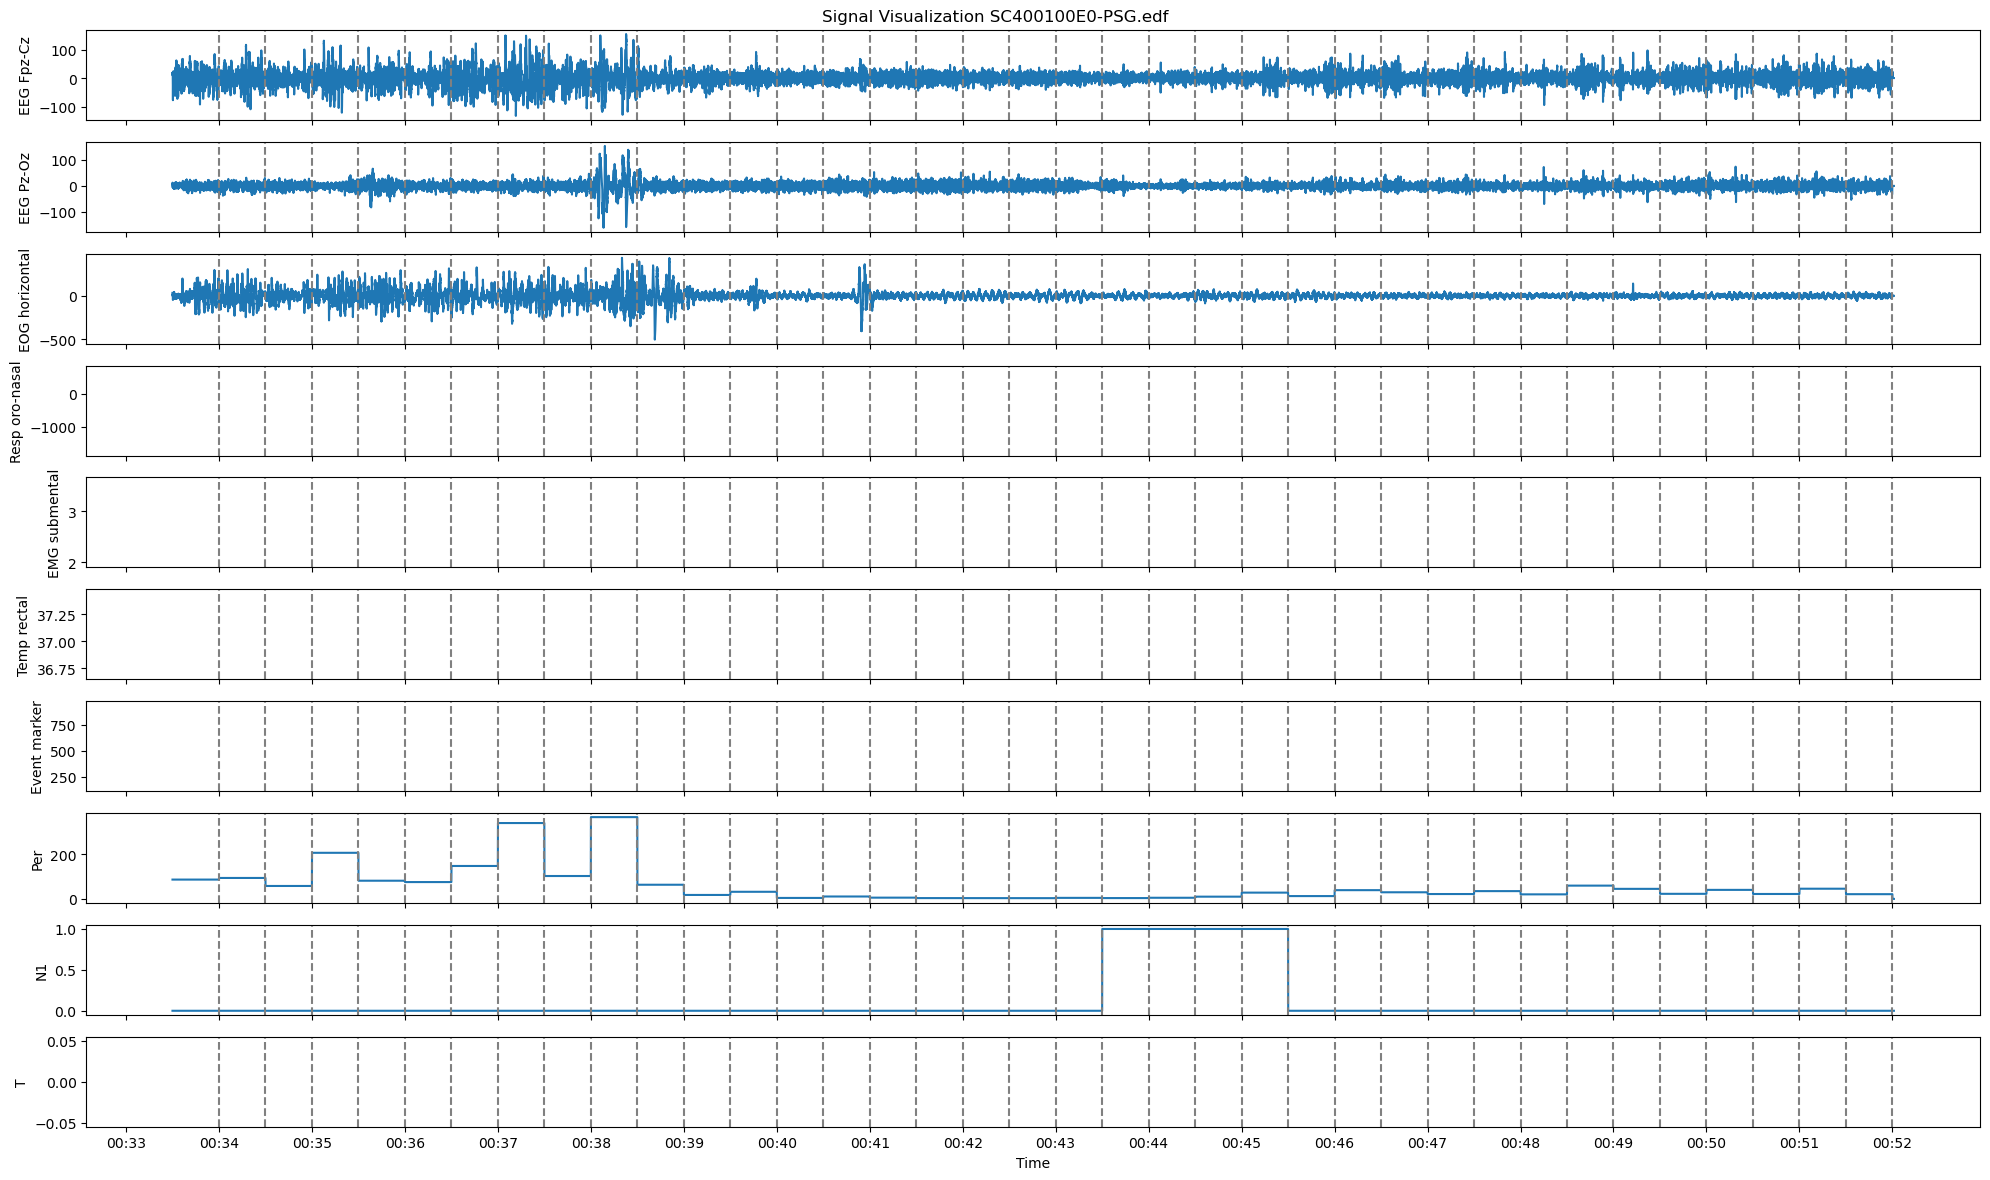 Signal Visualization SC400100E0-PSG.edf
EEG Fpz-Cz
100
0
−100
EEG Pz-Oz
100
0
−100
EOG horizontal
0
−500
Resp oro-nasal
0
−1000
EMG submental
3
2
Temp rectal
37.25
37.00
36.75
Event marker
750
500
250
Per
200
0
N1
1.0
0.5
0.0
T
0.05
0.00
−0.05
00:33 00:34 00:35 00:36 00:37 00:38 00:39 00:40 00:41 00:42 00:43 00:44 00:45 00:46 00:47 00:48 00:49 00:50 00:51 00:52
Time